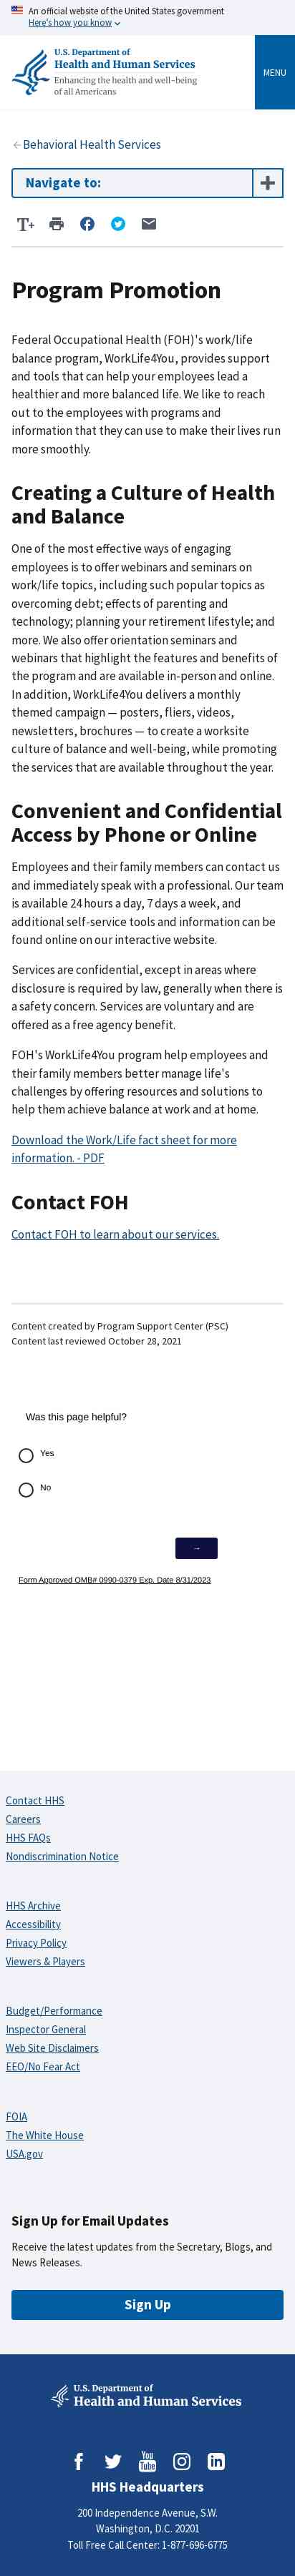 An official website of the United States government
Here's how you know
U.S. Department of
Health and Human Services
Enhancing the health and well-being
of all Americans
MENU
Behavioral Health Services
Navigate to:
T+
Program Promotion
Federal Occupational Health (FOH)'s work/life
balance program, WorkLife4You, provides support
and tools that can help your employees lead a
healthier and more balanced life. We like to reach
out to the employees with programs and
information that they can use to make their lives run
more smoothly.
Creating a Culture of Health
and Balance
One of the most effective ways of engaging
employees is to offer webinars and seminars on
work/life topics, including such popular topics as
overcoming debt; effects of parenting and
technology; planning your retirement lifestyle; and
more. We also offer orientation seminars and
webinars that highlight the features and benefits of
the program and are available in-person and online.
In addition, WorkLife4You delivers a monthly
themed campaign — posters, fliers, videos,
newsletters, brochures — to create a worksite
culture of balance and well-being, while promoting
the services that are available throughout the year.
Convenient and Confidential
Access by Phone or Online
Employees and their family members can contact us
and immediately speak with a professional. Our team
is available 24 hours a day, 7 days a week, and
additional self-service tools and information can be
found online on our interactive website.
Services are confidential, except in areas where
disclosure is required by law, generally when there is
a safety concern. Services are voluntary and are
offered as a free agency benefit.
FOH's WorkLife4You program help employees and
their family members better manage life's
challenges by offering resources and solutions to
help them achieve balance at work and at home.
Download the Work/Life fact sheet for more
information. - PDF
Contact FOH
Contact FOH to learn about our services.
Content created by Program Support Center (PSC)
Content last reviewed October 28, 2021
Was this page helpful?
Yes
No
→
Form Approved OMB# 0990-0379 Exp. Date 8/31/2023
Contact HHS
Careers
HHS FAQs
Nondiscrimination Notice
HHS Archive
Accessibility
Privacy Policy
Viewers & Players
Budget/Performance
Inspector General
Web Site Disclaimers
EEO/No Fear Act
FOIA
The White House
USA.gov
Sign Up for Email Updates
Receive the latest updates from the Secretary, Blogs, and
News Releases.
Sign Up
U.S. Department of
Health and Human Services
You
Tube
HHS Headquarters
200 Independence Avenue, S.W.
Washington, D.C. 20201
Toll Free Call Center: 1-877-696-6775